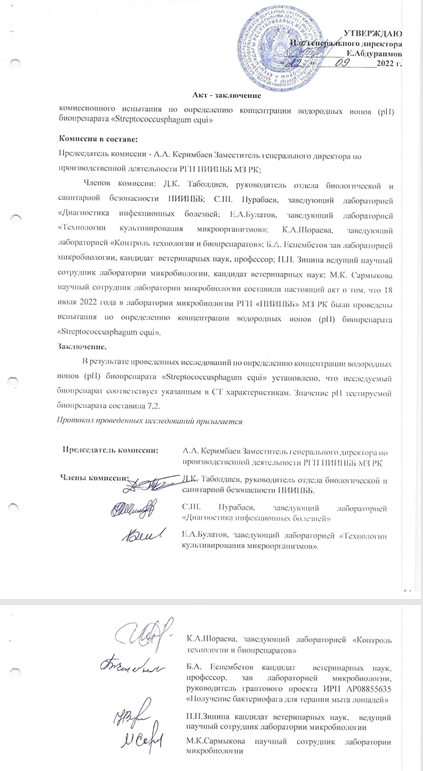 УТВЕРЖДАЮ
генерального директора
Е.Абдураимов
09 2022 г.
Акт - заключение
комиссионного испытания по определению концентрации водородных ионов (рН)
биопрепарата «Streptococcusphagum equi»
Комиссия в составе:
Председатель комиссии - А.А. Керимбаев Заместитель генерального директора по
производственной деятельности РГП НИИПББ МЗ РК;
Членов комиссии: Д.К. Таболдиев, руководитель отдела биологической и
санитарной безопасности НИИПББ; С.Ш. Нурабаев, заведующий лабораторией
«Диагностика инфекционных болезней; Е.А.Булатов, заведующий лабораторией
«Технологии культивирования микроорганизмов»; К.А.Шораева, заведующий
лабораторией «Контроль технологии и биопрепаратов»; Б.А. Еспембетов зав лабораторией
микробиологии, кандидат ветеринарных наук, профессор; Н.Н. Зинина ведущий научный
сотрудник лаборатории микробиологии, кандидат ветеринарных наук; М.К. Сармыкова
научный сотрудник лаборатории микробиологии составили настоящий акт о том, что 18
июля 2022 года в лаборатории микробиологии РГП «НИИПББ» МЗ РК были проведены
испытания по определению концентрации водородных ионов (рН) биопрепарата
«Streptococcusphagum equi».
Заключение.
В результате проведенных исследований по определению концентрации водородных
ионов (рН) биопрепарата «Streptococcusphagum equi» установлено, что исследуемый
биопрепарат соответствует указанным в СТ характеристикам. Значение рН тестируемой
биопрепарата составила 7,2.
Протокол проведенных исследований прилагается
Председатель комиссии: А.А. Керимбаев Заместитель генерального директора по
производственной деятельности РГП НИИПББ МЗ РК
Члены комиссии: Д.К. Таболдиев, руководитель отдела биологической и
санитарной безопасности НИИПББ.
С.Ш. Нурабаев, заведующий лабораторией
«Диагностика инфекционных болезней»
Е.А.Булатов, заведующий лабораторией «Технологии
культивирования микроорганизмов».
К.А.Шораева, заведующий лабораторией «Контроль
технологии и биопрепаратов»
Б.А. Еспембетов кандидат ветеринарных наук,
профессор, зав лабораторией микробиологии,
руководитель грантового проекта ИРН АР08855635
«Получение бактериофага для терапии мыта лошадей»
Н.Н.Зинина кандидат ветеринарных наук, ведущий
научный сотрудник лаборатории микробиологии
М.К.Сармыкова научный сотрудник лаборатории
микробиологии